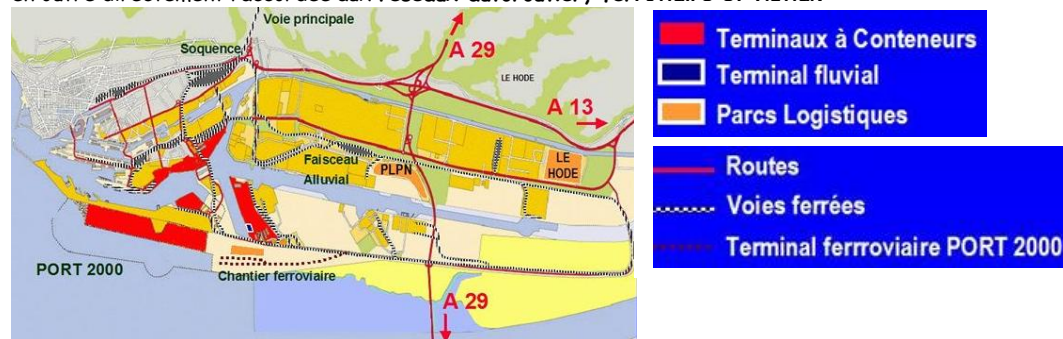 Voie principale
Soquence
A 29
LE HODE
A 13
Faisceau
Alluvial
PLPN
LE
HODE
PORT 2000
Chantier ferroviaire
A 29
Terminaux à Conteneurs
Terminal fluvial
Parcs Logistiques
Routes
Voies ferrées
Terminal ferrroviaire PORT 2000